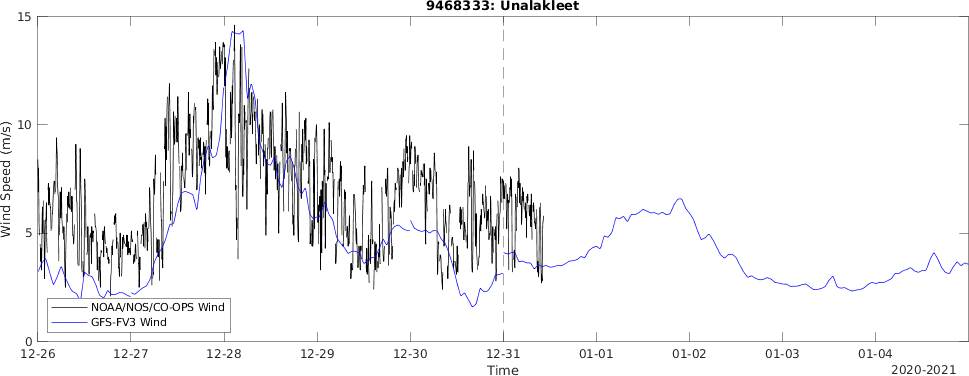 9468333: Unalakleet
15
10
5
0
Wind Speed (m/s)
NOAA/NOS/CO-OPS Wind
GFS-FV3 Wind
12-26 12-27 12-28 12-29 12-30 12-31 01-01 01-02 01-03 01-04
Time
2020-2021